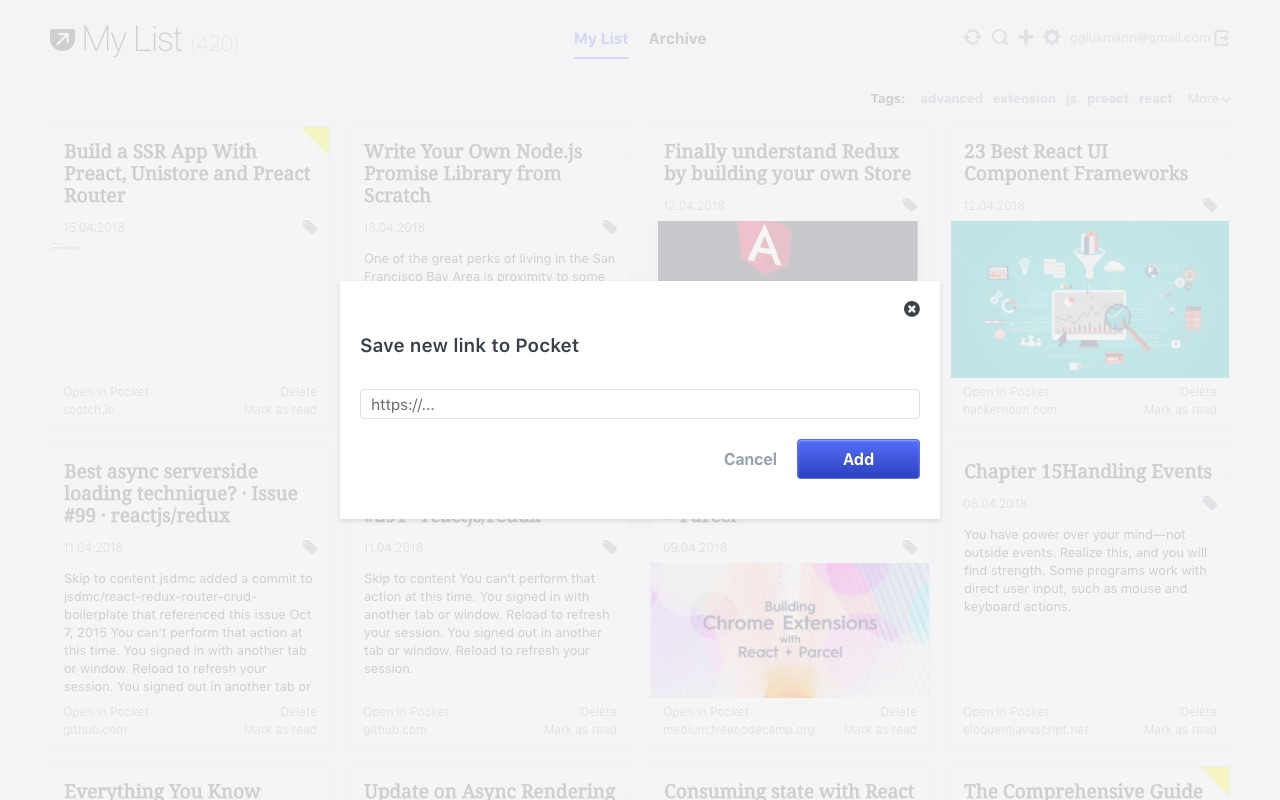 My List (420)
My List
Archive
gglukmann@gmail.com
Tags: advanced extension js preact react More
Build a SSR App With
Preact, Unistore and Preact
Router
15.04.2018
Open in Pocket
Delete
scotch.io
Mark as read
Write Your Own Node.js
Promise Library from
Scratch
13.04.2018
One of the great perks of living in the San
Francisco Bay Area is proximity to some
Finally understand Redux
by building your own Store
12.04.2018
A
23 Best React UI
Component Frameworks
12.04.2018
Open in Pocket
Delete
hackernoon.com
Mark as read
Save new link to Pocket
https://...
Cancel
Add
Best async serverside
loading technique? · Issue
#99 · reactjs/redux
11.04.2018
Skip to content jsdmc added a commit to
jsdmc/react-redux-router-crud-
boilerplate that referenced this issue Oct
7, 2015 You can't perform that action at
this time. You signed in with another tab
or window. Reload to refresh your
session. You signed out in another tab or
Open in Pocket
Delete
github.com
Mark as read
#291 · reactjs/redux
11.04.2018
Skip to content You can't perform that
action at this time. You signed in with
another tab or window. Reload to refresh
your session. You signed out in another
tab or window. Reload to refresh your
session.
Open in Pocket
Delete
github.com
Mark as read
+ Parcel
09.04.2018
Building
Chrome Extensions
with
React + Parcel
Open in Pocket
Delete
medium.freecodecamp.org
Mark as read
Chapter 15Handling Events
08.04.2018
You have power over your mind—not
outside events. Realize this, and you will
find strength. Some programs work with
direct user input, such as mouse and
keyboard actions.
Open in Pocket
Delete
eloquentjavascript.net
Mark as read
Everything You Know
Update on Async Rendering
Consuming state with React
The Comprehensive Guide